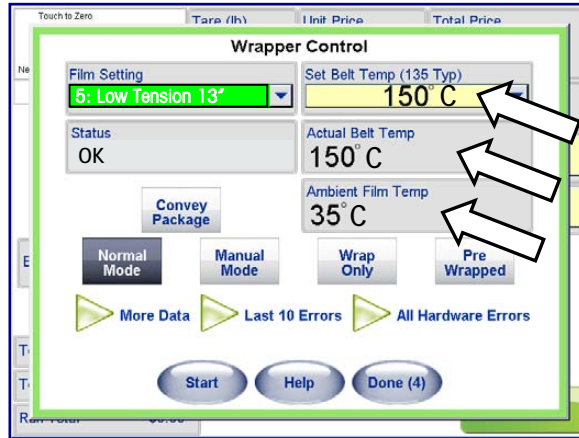 Touch to Zero
Tare (lb)
Unit Price
Total Price
Wrapper Control
Film Setting
Set Belt Temp (135 Typ)
5: Low Tension 13"
150°C
Status
OK
Actual Belt Temp
150°C
Ambient Film Temp
35°C
Convey
Package
Normal
Mode
Manual
Mode
Wrap
Only
Pre
Wrapped
More Data
Last 10 Errors
All Hardware Errors
Start
Help
Done (4)